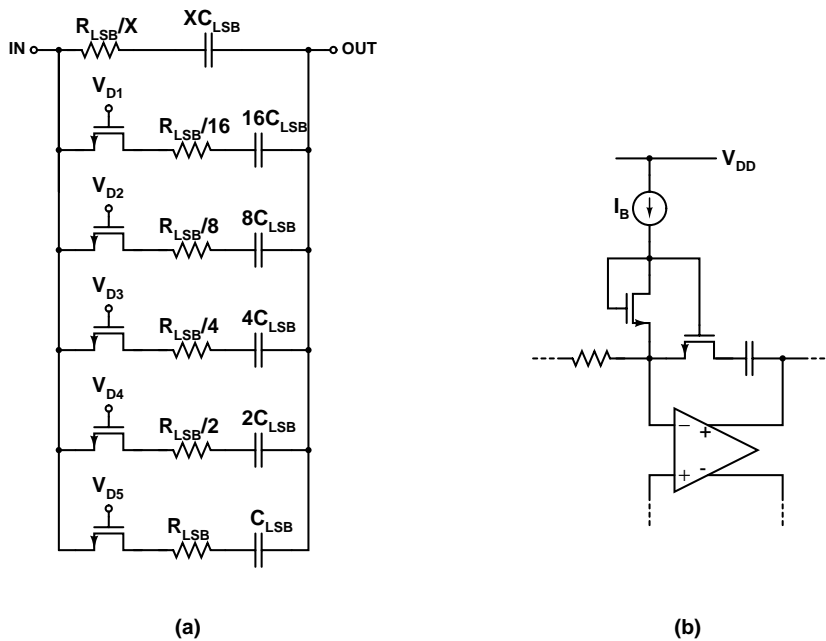 R_LSB/X
XC_LSB
IN
OUT
V_D1
R_LSB/16
16C_LSB
V_D2
R_LSB/8
8C_LSB
V_D3
R_LSB/4
4C_LSB
V_D4
R_LSB/2
2C_LSB
V_D5
R_LSB
C_LSB
(a)
V_DD
I_B
− +
+ -
(b)